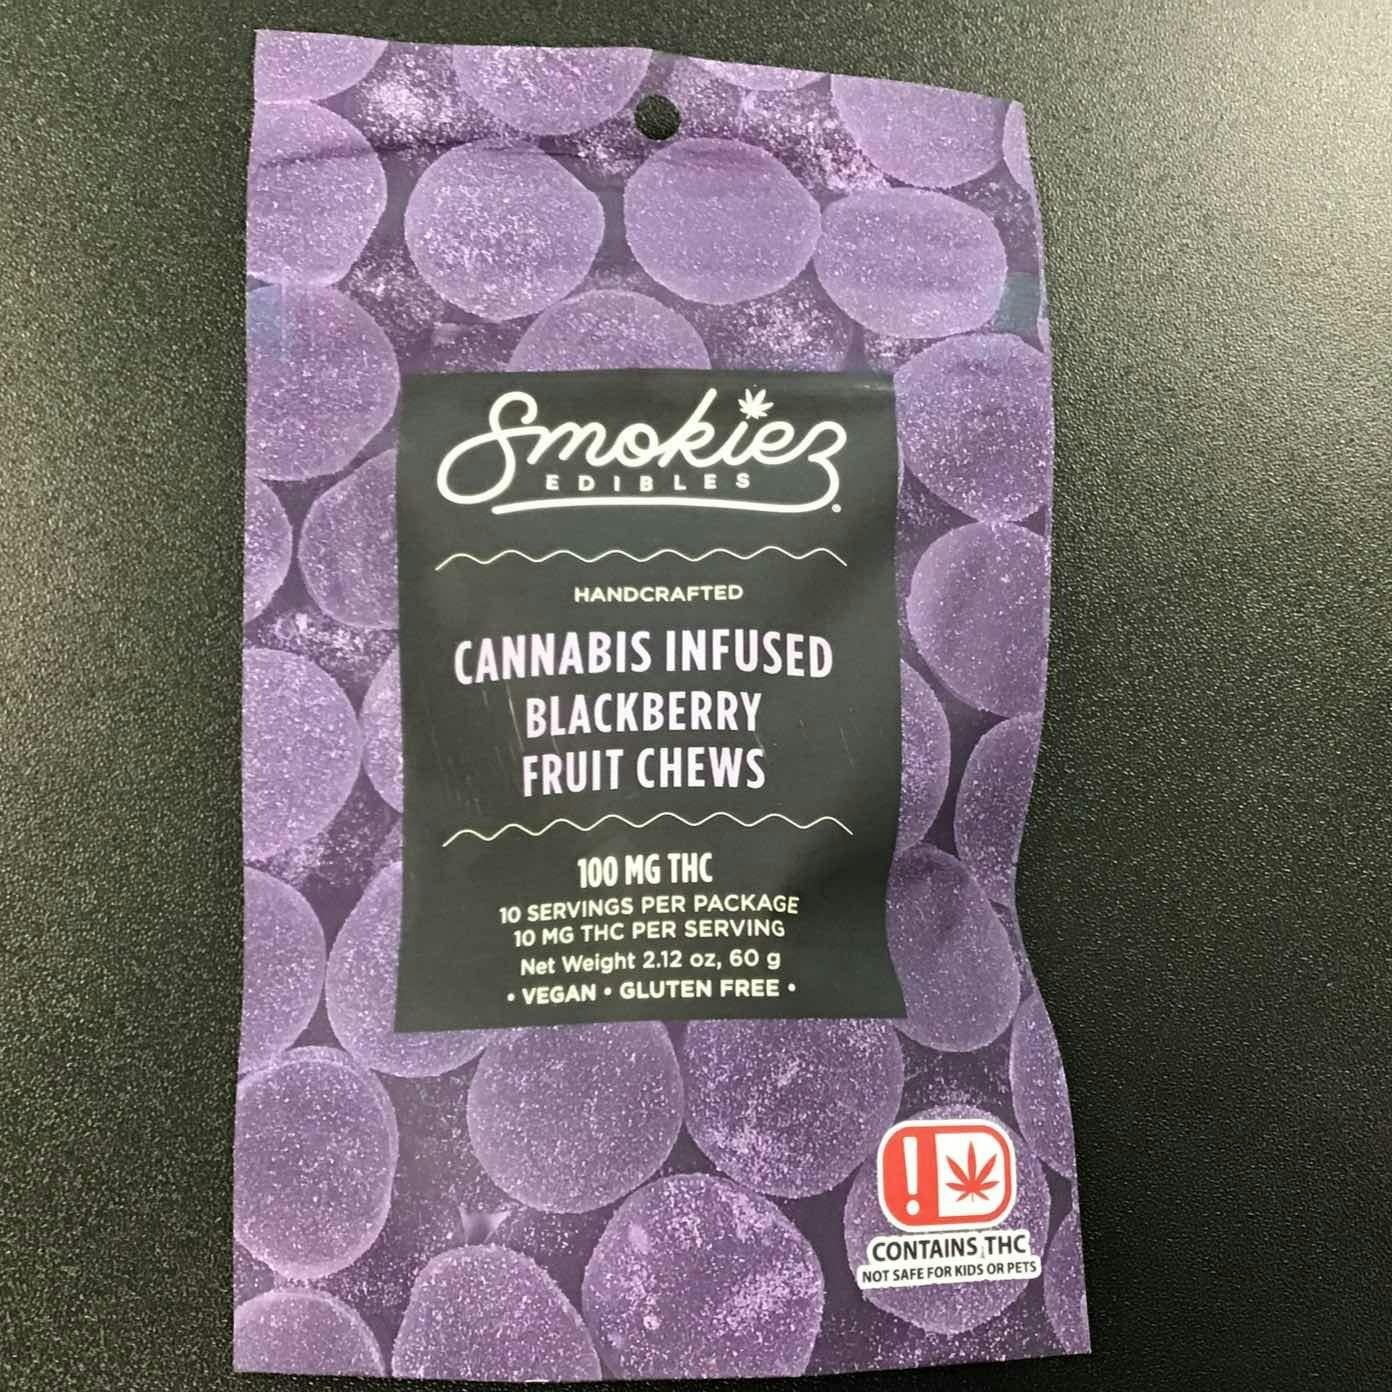 Smokiez
EDIBLES
HANDCRAFTED
CANNABIS INFUSED
BLACKBERRY
FRUIT CHEWS
100 MG THC
10 SERVINGS PER PACKAGE
10 MG THC PER SERVING
Net Weight 2.12 oz, 60 g
• VEGAN • GLUTEN FREE •
!
CONTAINS THC
NOT SAFE FOR KIDS OR PETS